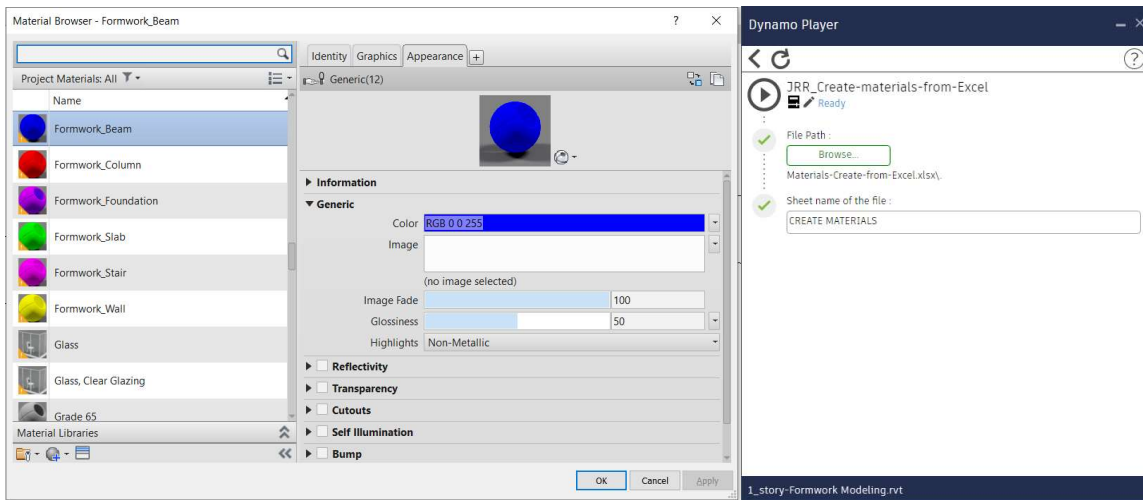 Material Browser - Formwork_Beam
?
Project Materials: All
Name
Formwork_Beam
Formwork_Column
Formwork_Foundation
Formwork_Slab
Formwork_Stair
Formwork_Wall
Glass
Glass, Clear Glazing
Grade 65
Material Libraries
Identity Graphics Appearance +
Generic(12)
Information
Generic
Color RGB 0 0 255
Image
(no image selected)
Image Fade 100
Glossiness 50
Highlights Non-Metallic
Reflectivity
Transparency
Cutouts
Self Illumination
Bump
OK Cancel Apply
Dynamo Player
?
JRR_Create-materials-from-Excel
Ready
File Path :
Browse...
Materials-Create-from-Excel.xlsx\.
Sheet name of the file :
CREATE MATERIALS
1_story-Formwork Modeling.rvt